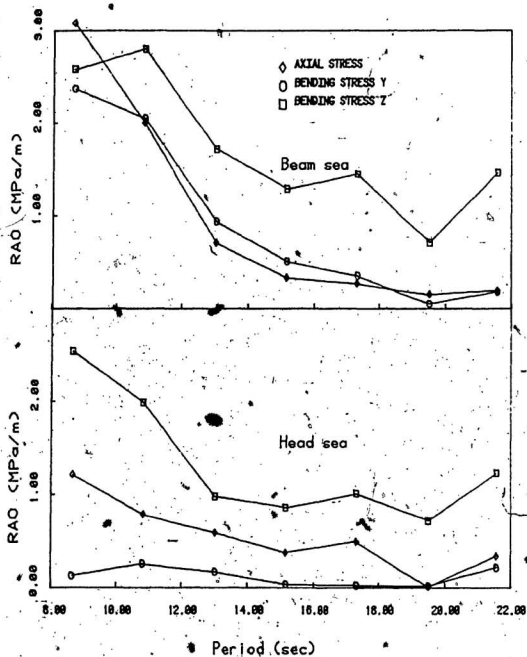 3.00
AXIAL STRESS
BENDING STRESS Y
BENDING STRESS Z
2.00
Beam sea
RAO (MPa/m)
1.00
2.00
Head sea
RAO (MPa/m)
1.00
0.00
8.00 10.00 12.00 14.00 16.00 18.00 20.00 22.00
Period (sec)